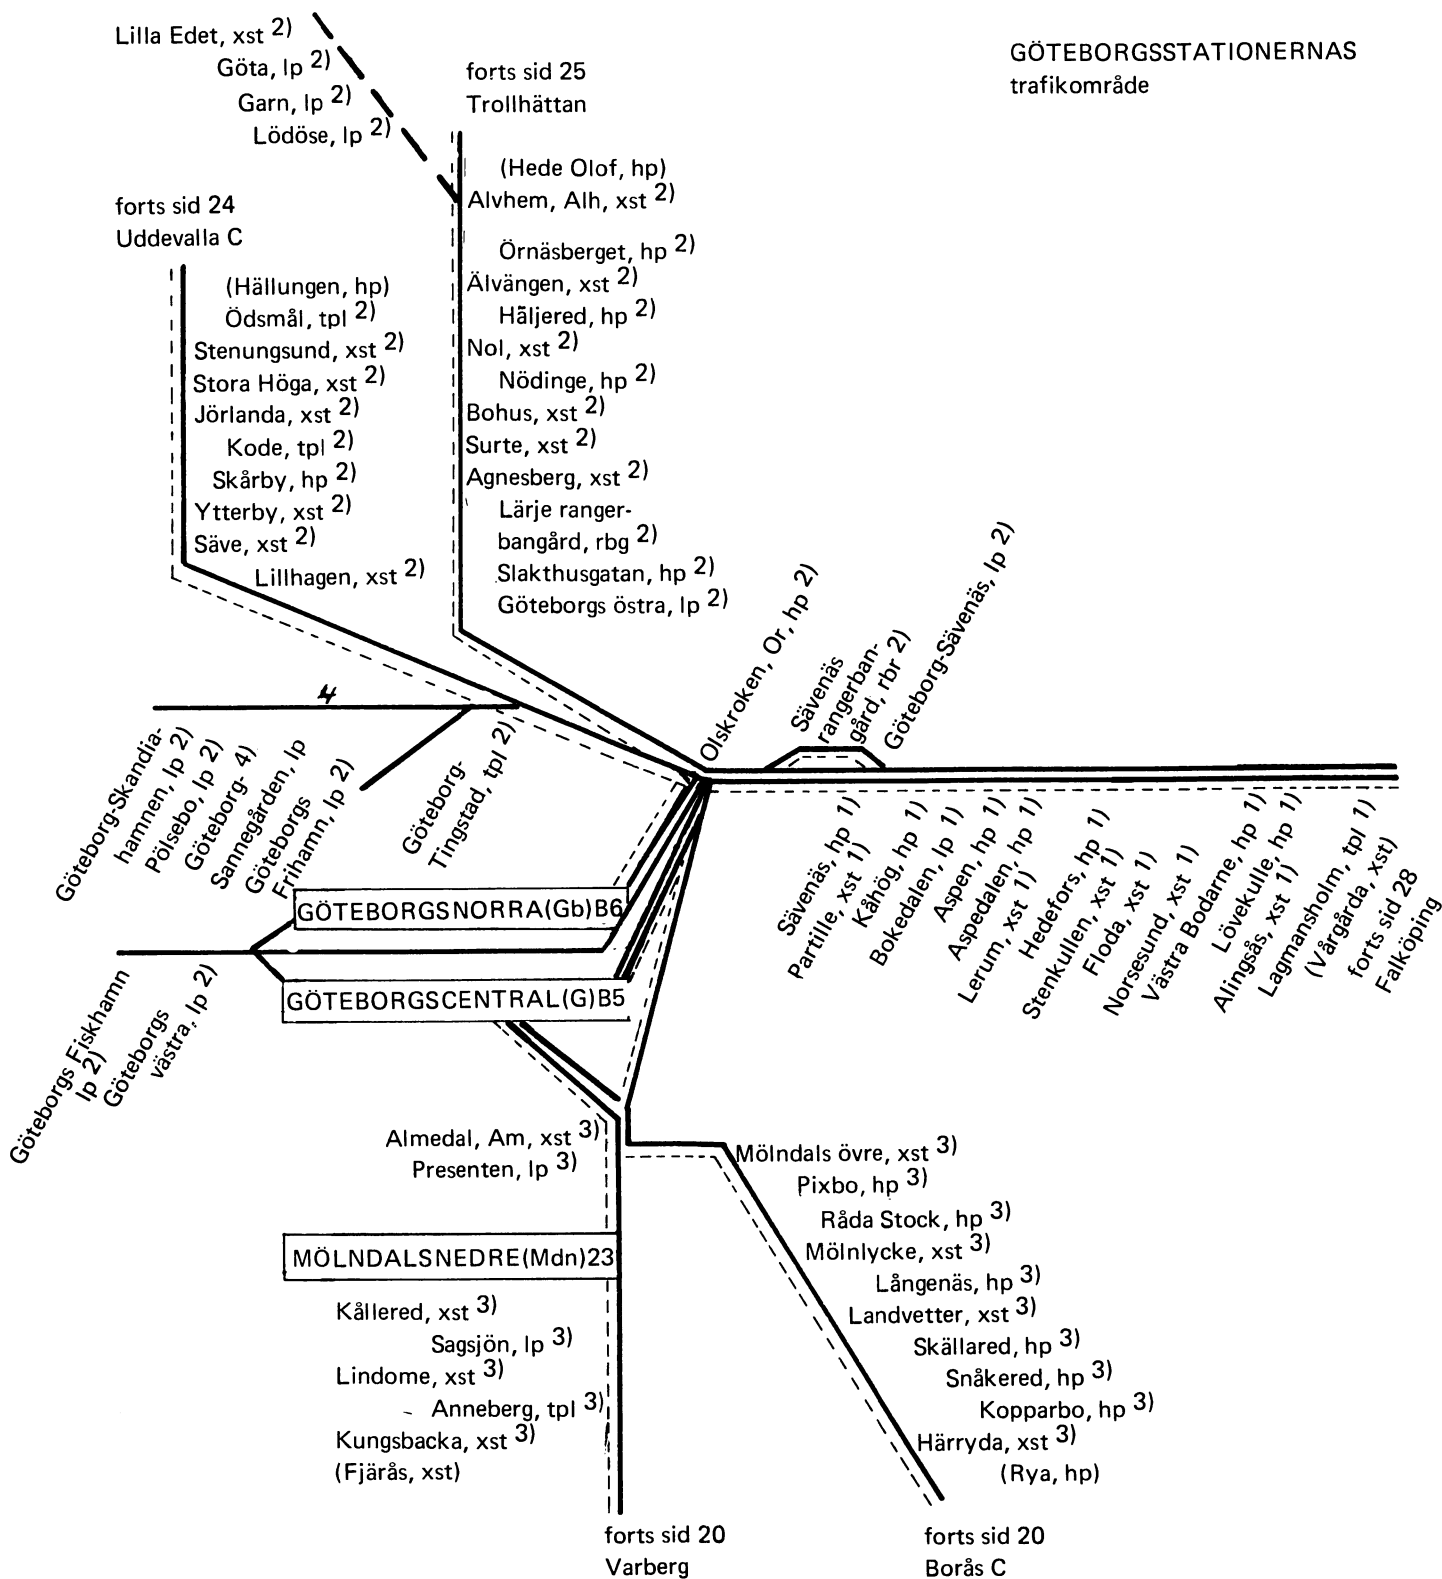 GÖTEBORGSSTATIONERNAS
trafikområde
Lilla Edet, xst 2)
Göta, lp 2)
Garn, lp 2)
Lödöse, lp 2)
forts sid 25
Trollhättan
(Hede Olof, hp)
Alvhem, Alh, xst 2)
Örnäsberget, hp 2)
Älvängen, xst 2)
Häljered, hp 2)
Nol, xst 2)
Nödinge, hp 2)
Bohus, xst 2)
Surte, xst 2)
Agnesberg, xst 2)
Lärje ranger-
bangård, rbg 2)
Slakthusgatan, hp 2)
Göteborgs östra, lp 2)
forts sid 24
Uddevalla C
(Hällungen, hp)
Ödsmål, tpl 2)
Stenungsund, xst 2)
Stora Höga, xst 2)
Jörlanda, xst 2)
Kode, tpl 2)
Skårby, hp 2)
Ytterby, xst 2)
Säve, xst 2)
Lillhagen, xst 2)
Olskroken, Or, hp 2)
Sävenäs
rangerban-
gård, rbr 2)
Göteborg-Sävenäs, lp 2)
4
Göteborg-Skandia-
hamnen, lp 2)
Pölsebo, lp 2)
Göteborg- 4)
Sannegården, lp
Göteborgs
Frihamn, lp 2)
Göteborg-
Tingstad, tpl 2)
Sävenäs, hp 1)
Partille, xst 1)
Kåhög, hp 1)
Bokedalen, lp 1)
Aspen, hp 1)
Aspedalen, hp 1)
Lerum, xst 1)
Hedefors, hp 1)
Stenkullen, xst 1)
Floda, xst 1)
Norsesund, xst 1)
Västra Bodarne, hp 1)
Lövekulle, hp 1)
Alingsås, xst 1)
Lagmansholm, tpl 1)
(Vårgårda, xst)
forts sid 28
Falköping
GÖTEBORGSNORRA(Gb)B6
GÖTEBORGSCENTRAL(G)B5
Göteborgs Fiskhamn
lp 2)
Göteborgs
västra, lp 2)
Almedal, Am, xst 3)
Presenten, lp 3)
MÖLNDALSNEDRE(Mdn)23
Kållered, xst 3)
Sagsjön, lp 3)
Lindome, xst 3)
Anneberg, tpl 3)
Kungsbacka, xst 3)
(Fjärås, xst)
forts sid 20
Varberg
Mölndals övre, xst 3)
Pixbo, hp 3)
Råda Stock, hp 3)
Mölnlycke, xst 3)
Långenäs, hp 3)
Landvetter, xst 3)
Skällared, hp 3)
Snåkered, hp 3)
Kopparbo, hp 3)
Härryda, xst 3)
(Rya, hp)
forts sid 20
Borås C